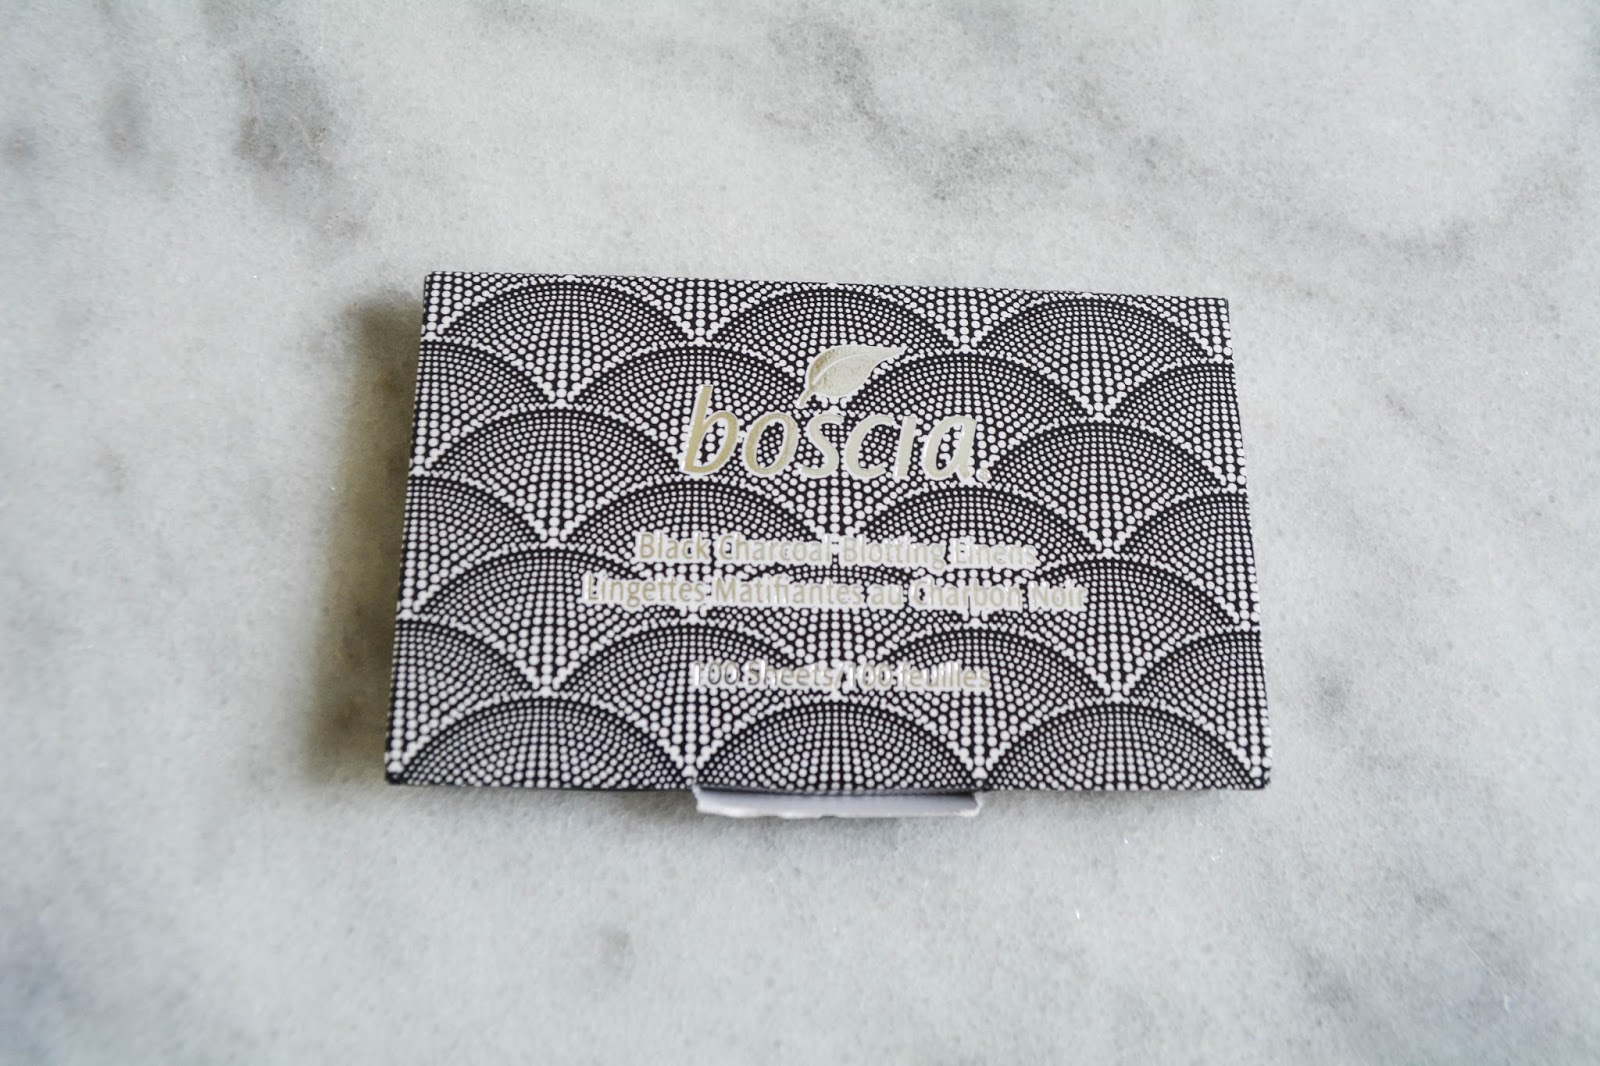 boscia
Black Charcoal Blotting Linens
Lingettes Matifiantes au Charbon Noir
100 Sheets/100 feuilles